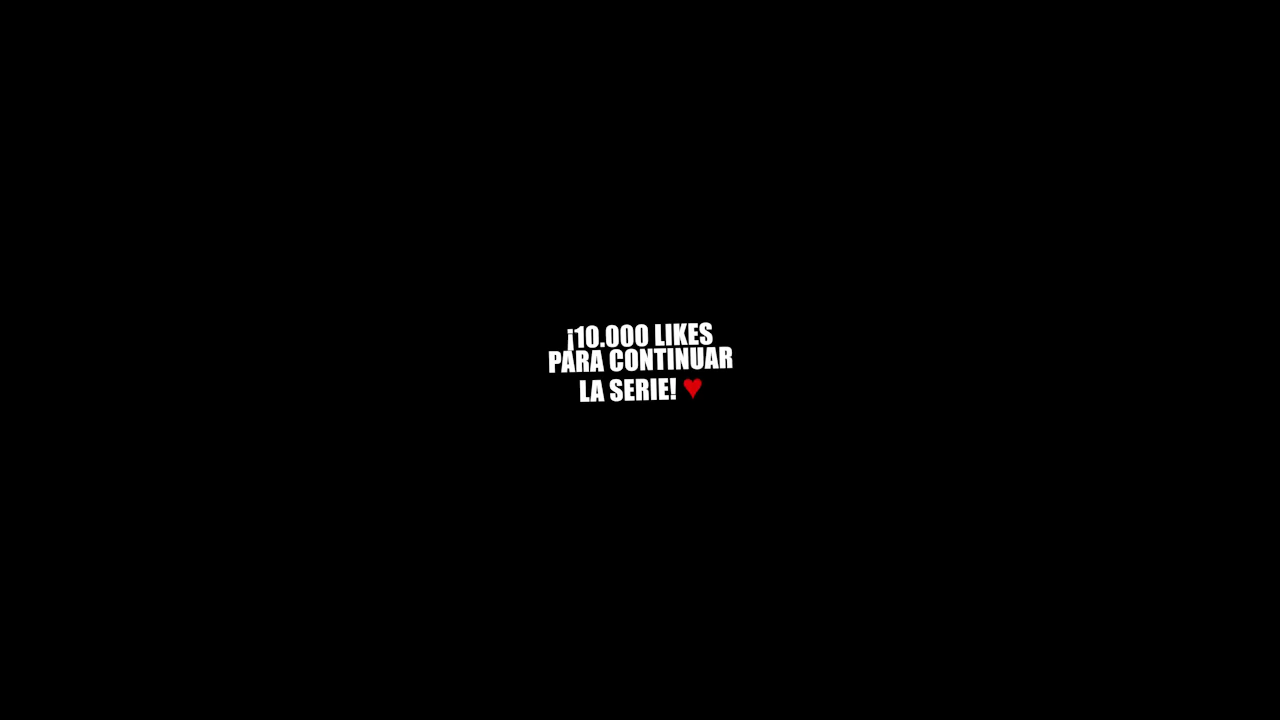 ¡10.000 LIKES
PARA CONTINUAR
LA SERIE! ♥